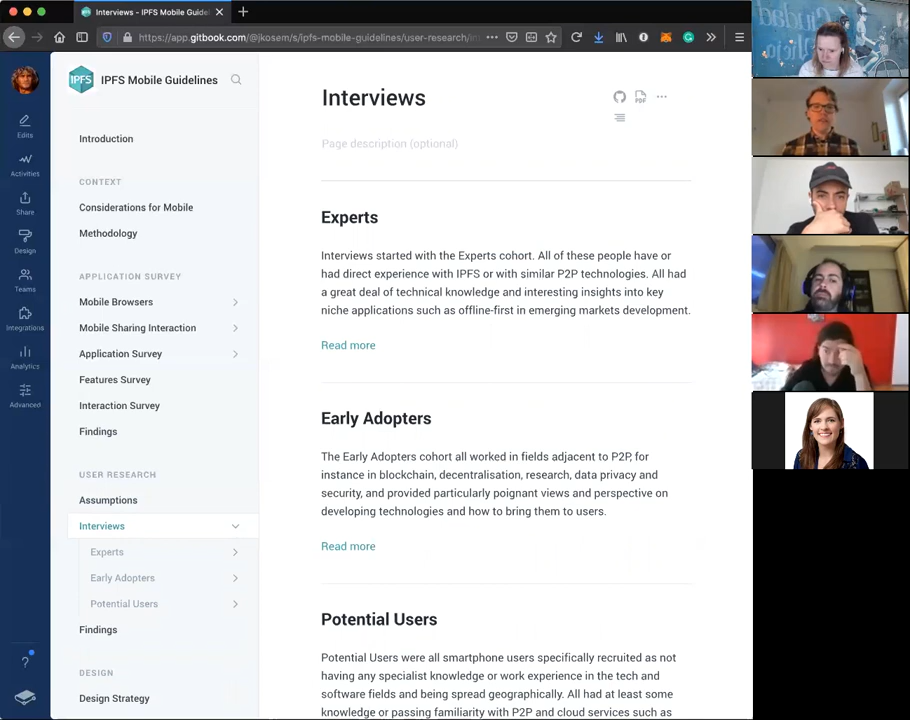 Interviews - IPFS Mobile Guidel
https://app.gitbook.com/@jkosem/s/ipfs-mobile-guidelines/user-research/in
Edits
Activities
Share
Design
Teams
Integrations
Analytics
Advanced
?
IPFS
IPFS Mobile Guidelines
Introduction
CONTEXT
Considerations for Mobile
Methodology
APPLICATION SURVEY
Mobile Browsers
Mobile Sharing Interaction
Application Survey
Features Survey
Interaction Survey
Findings
USER RESEARCH
Assumptions
Interviews
Experts
Early Adopters
Potential Users
Findings
DESIGN
Design Strategy
Interviews
PDF
Page description (optional)
Experts
Interviews started with the Experts cohort. All of these people have or
had direct experience with IPFS or with similar P2P technologies. All had
a great deal of technical knowledge and interesting insights into key
niche applications such as offline-first in emerging markets development.
Read more
Early Adopters
The Early Adopters cohort all worked in fields adjacent to P2P, for
instance in blockchain, decentralisation, research, data privacy and
security, and provided particularly poignant views and perspective on
developing technologies and how to bring them to users.
Read more
Potential Users
Potential Users were all smartphone users specifically recruited as not
having any specialist knowledge or work experience in the tech and
software fields and being spread geographically. All had at least some
knowledge or passing familiarity with P2P and cloud services such as